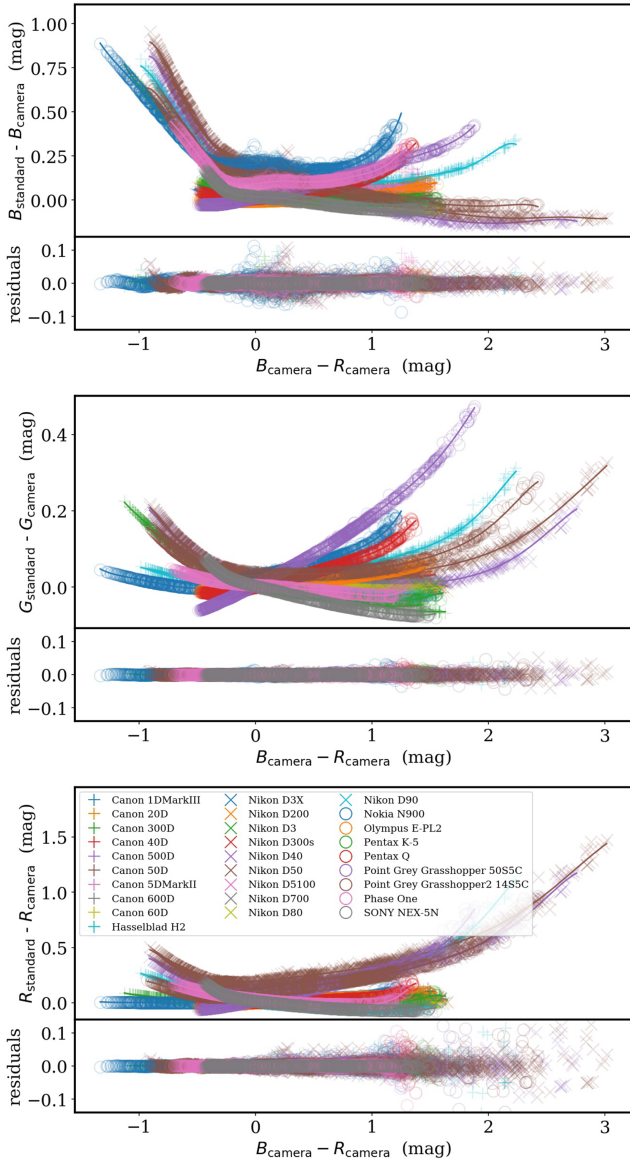 1.00
0.75
0.50
0.25
0.00
B_standard - B_camera (mag)
0.1
0.0
−0.1
residuals
−1 0 1 2 3
B_camera − R_camera (mag)
0.4
0.2
0.0
G_standard - G_camera (mag)
0.1
0.0
−0.1
residuals
−1 0 1 2 3
B_camera − R_camera (mag)
1.5
1.0
0.5
0.0
R_standard - R_camera (mag)
Canon 1DMarkIII
Canon 20D
Canon 300D
Canon 40D
Canon 500D
Canon 50D
Canon 5DMarkII
Canon 600D
Canon 60D
Hasselblad H2
Nikon D3X
Nikon D200
Nikon D3
Nikon D300s
Nikon D40
Nikon D50
Nikon D5100
Nikon D700
Nikon D80
Nikon D90
Nokia N900
Olympus E-PL2
Pentax K-5
Pentax Q
Point Grey Grasshopper 50S5C
Point Grey Grasshopper2 14S5C
Phase One
SONY NEX-5N
0.1
0.0
−0.1
residuals
−1 0 1 2 3
B_camera − R_camera (mag)